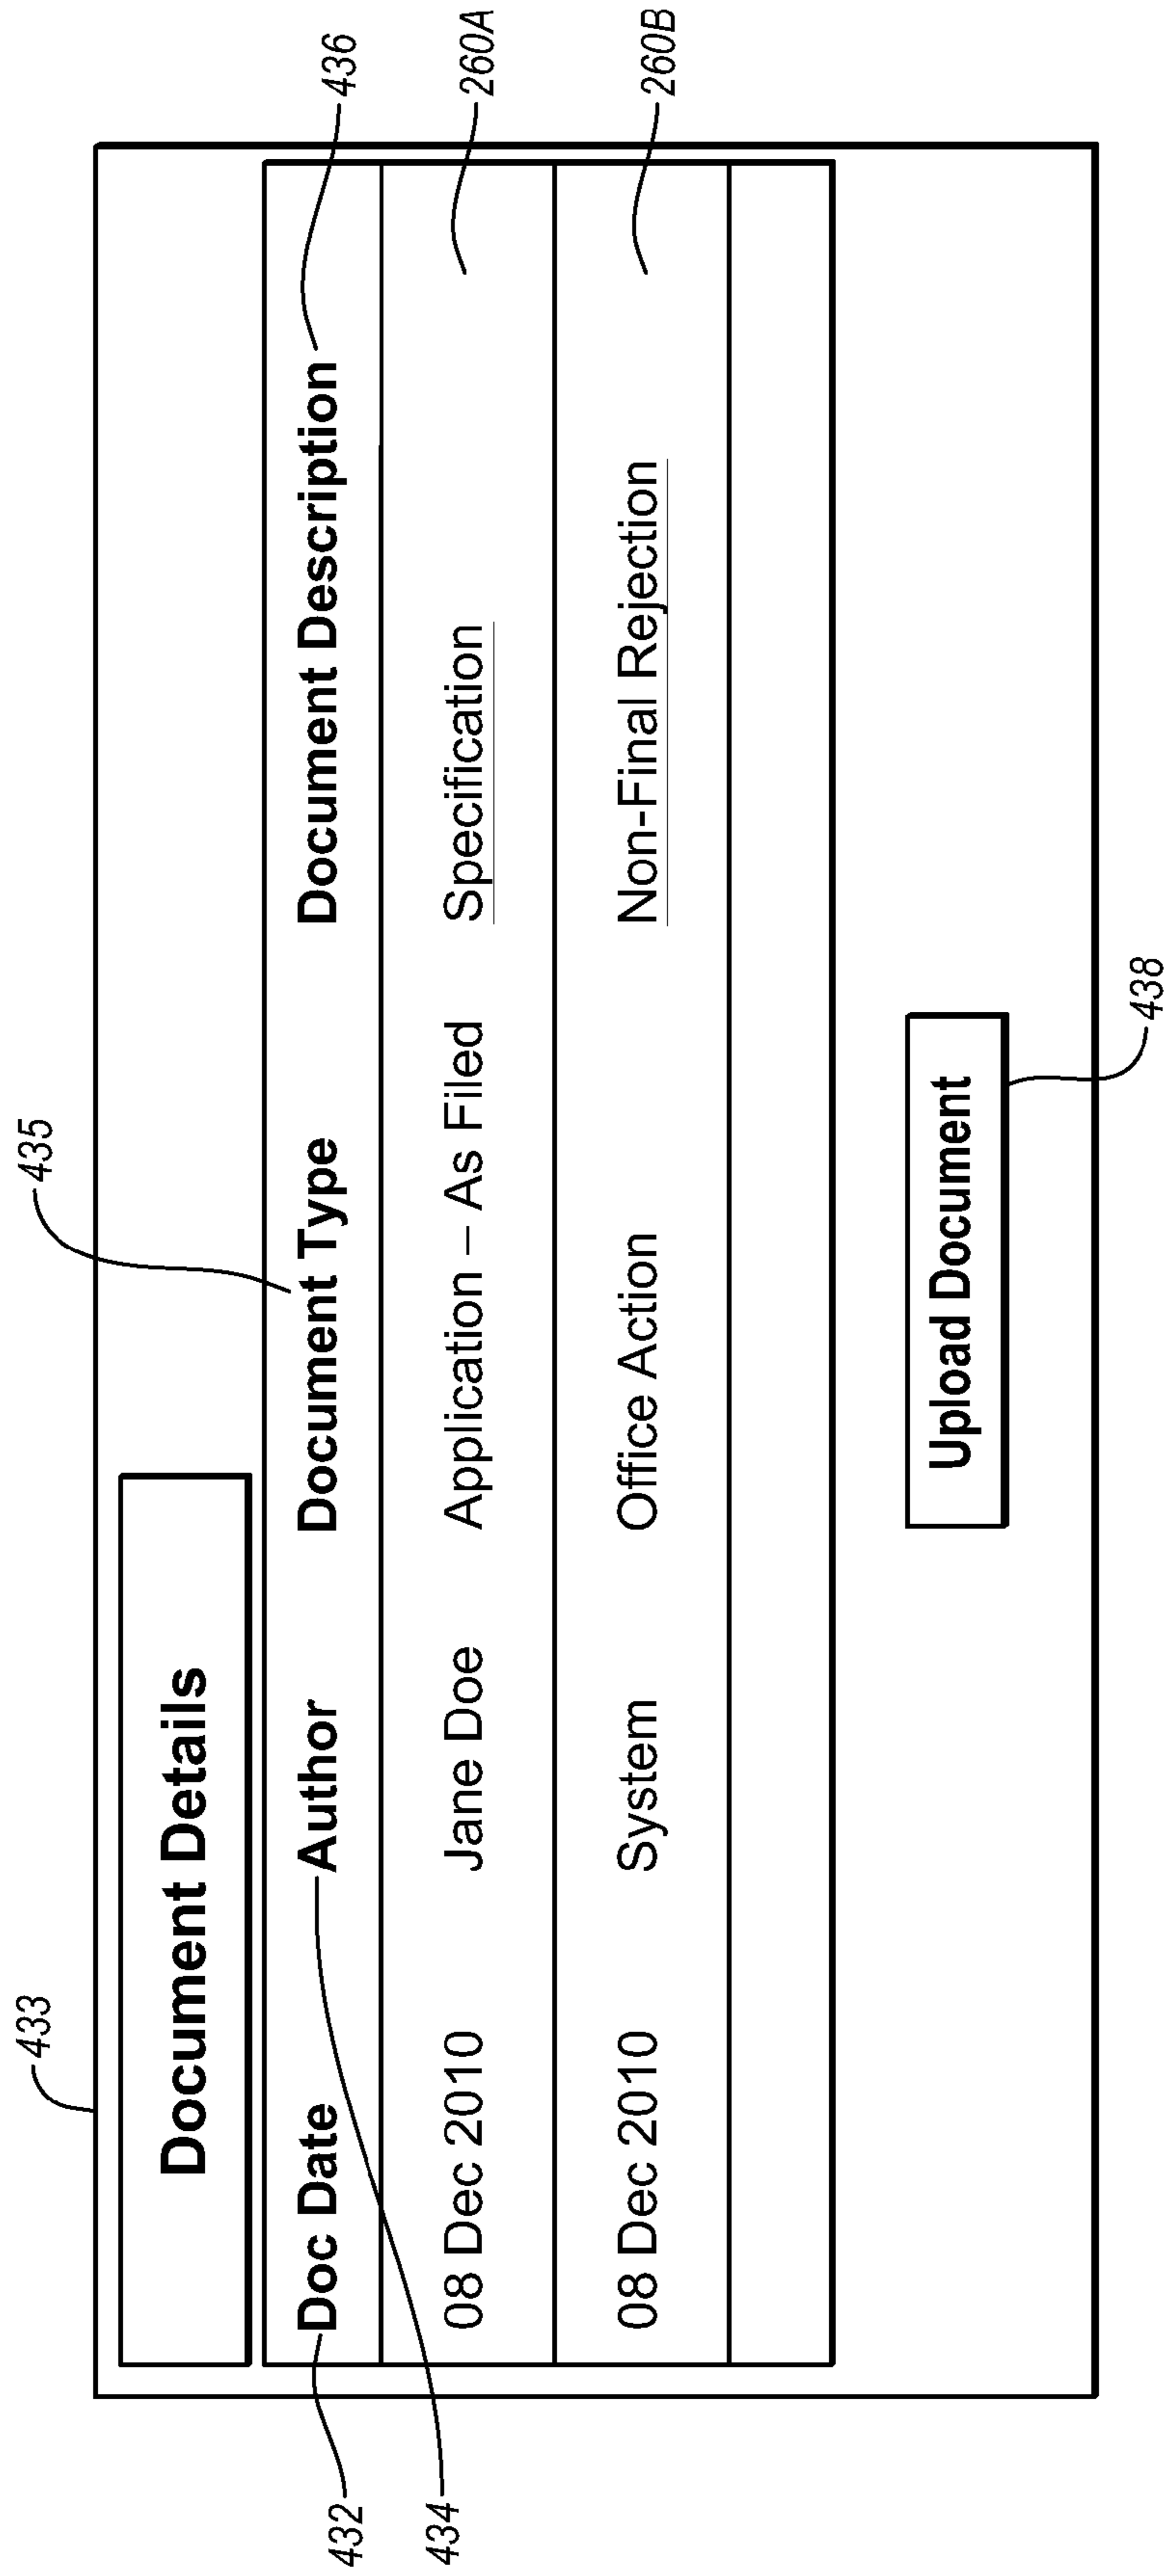 433
435
Document Details
436
432
Doc Date Author Document Type Document Description
434
08 Dec 2010 Jane Doe Application – As Filed Specification
260A
08 Dec 2010 System Office Action Non-Final Rejection
260B
Upload Document
438